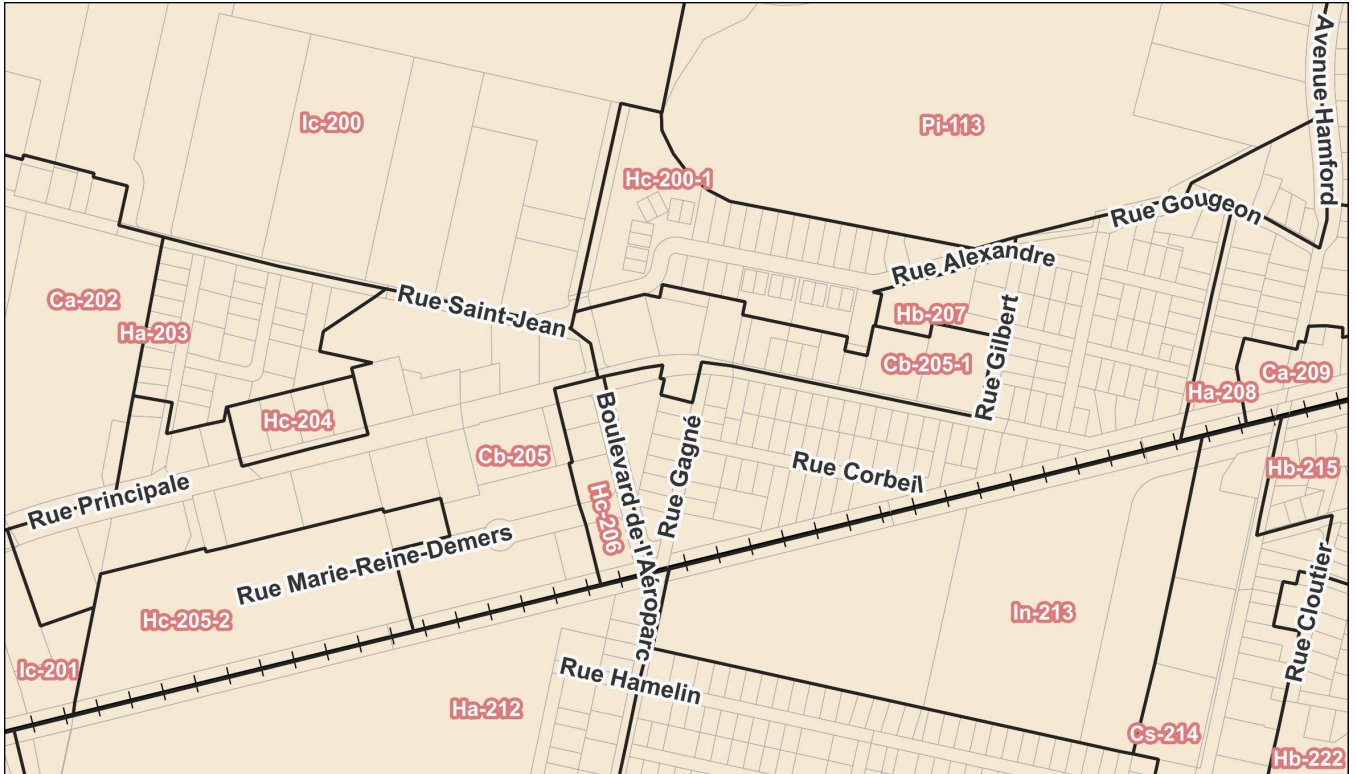 Avenue Hamford
Ic-200
Pi-113
Hc-200-1
Rue Gougeon
Rue Alexandre
Ca-202
Rue Saint-Jean
Ha-203
Hb-207
Rue Gilbert
Cb-205-1
Ca-209
Ha-208
Hc-204
Boulevard de l'Aéroparc
Rue Gagné
Cb-205
Rue Corbeil
Hb-215
Rue Principale
Hc-206
Rue Marie-Reine-Demers
Rue Cloutier
Hc-205-2
In-213
Ic-201
Rue Hamelin
Ha-212
Cs-214
Hb-222